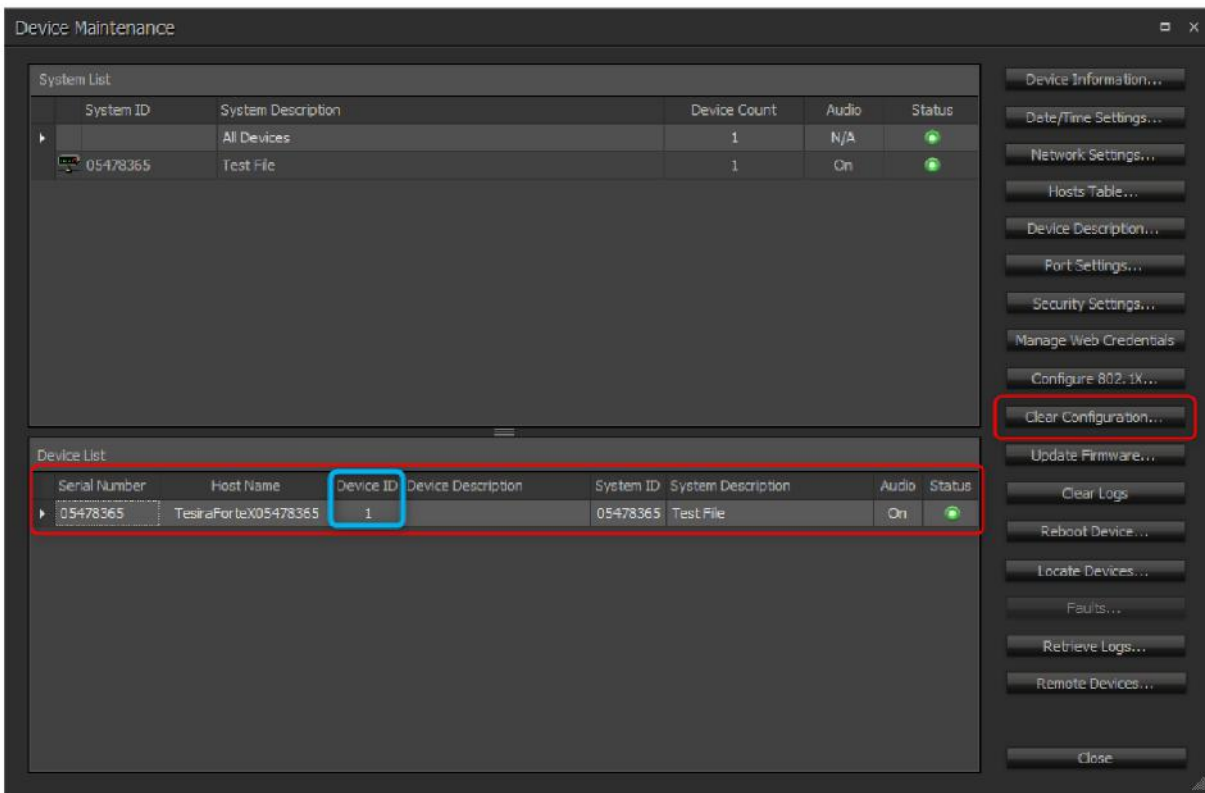 Device Maintenance
System List
System ID System Description Device Count Audio Status
All Devices 1 N/A
05478365 Test File 1 On
Device List
Serial Number Host Name Device ID Device Description System ID System Description Audio Status
05478365 TesiraForteX05478365 1 05478365 Test File On
Device Information...
Date/Time Settings...
Network Settings...
Hosts Table...
Device Description...
Port Settings...
Security Settings...
Manage Web Credentials
Configure 802.1X...
Clear Configuration...
Update Firmware...
Clear Logs
Reboot Device...
Locate Devices...
Faults...
Retrieve Logs...
Remote Devices...
Close